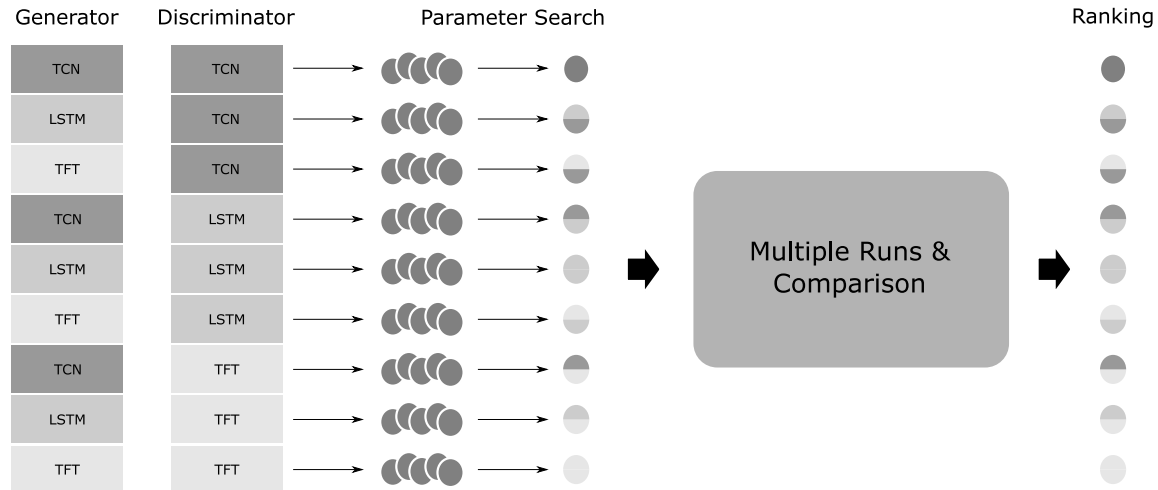 Generator Discriminator Parameter Search Ranking
TCN TCN
LSTM TCN
TFT TCN
TCN LSTM
LSTM LSTM
TFT LSTM
TCN TFT
LSTM TFT
TFT TFT
Multiple Runs &
Comparison